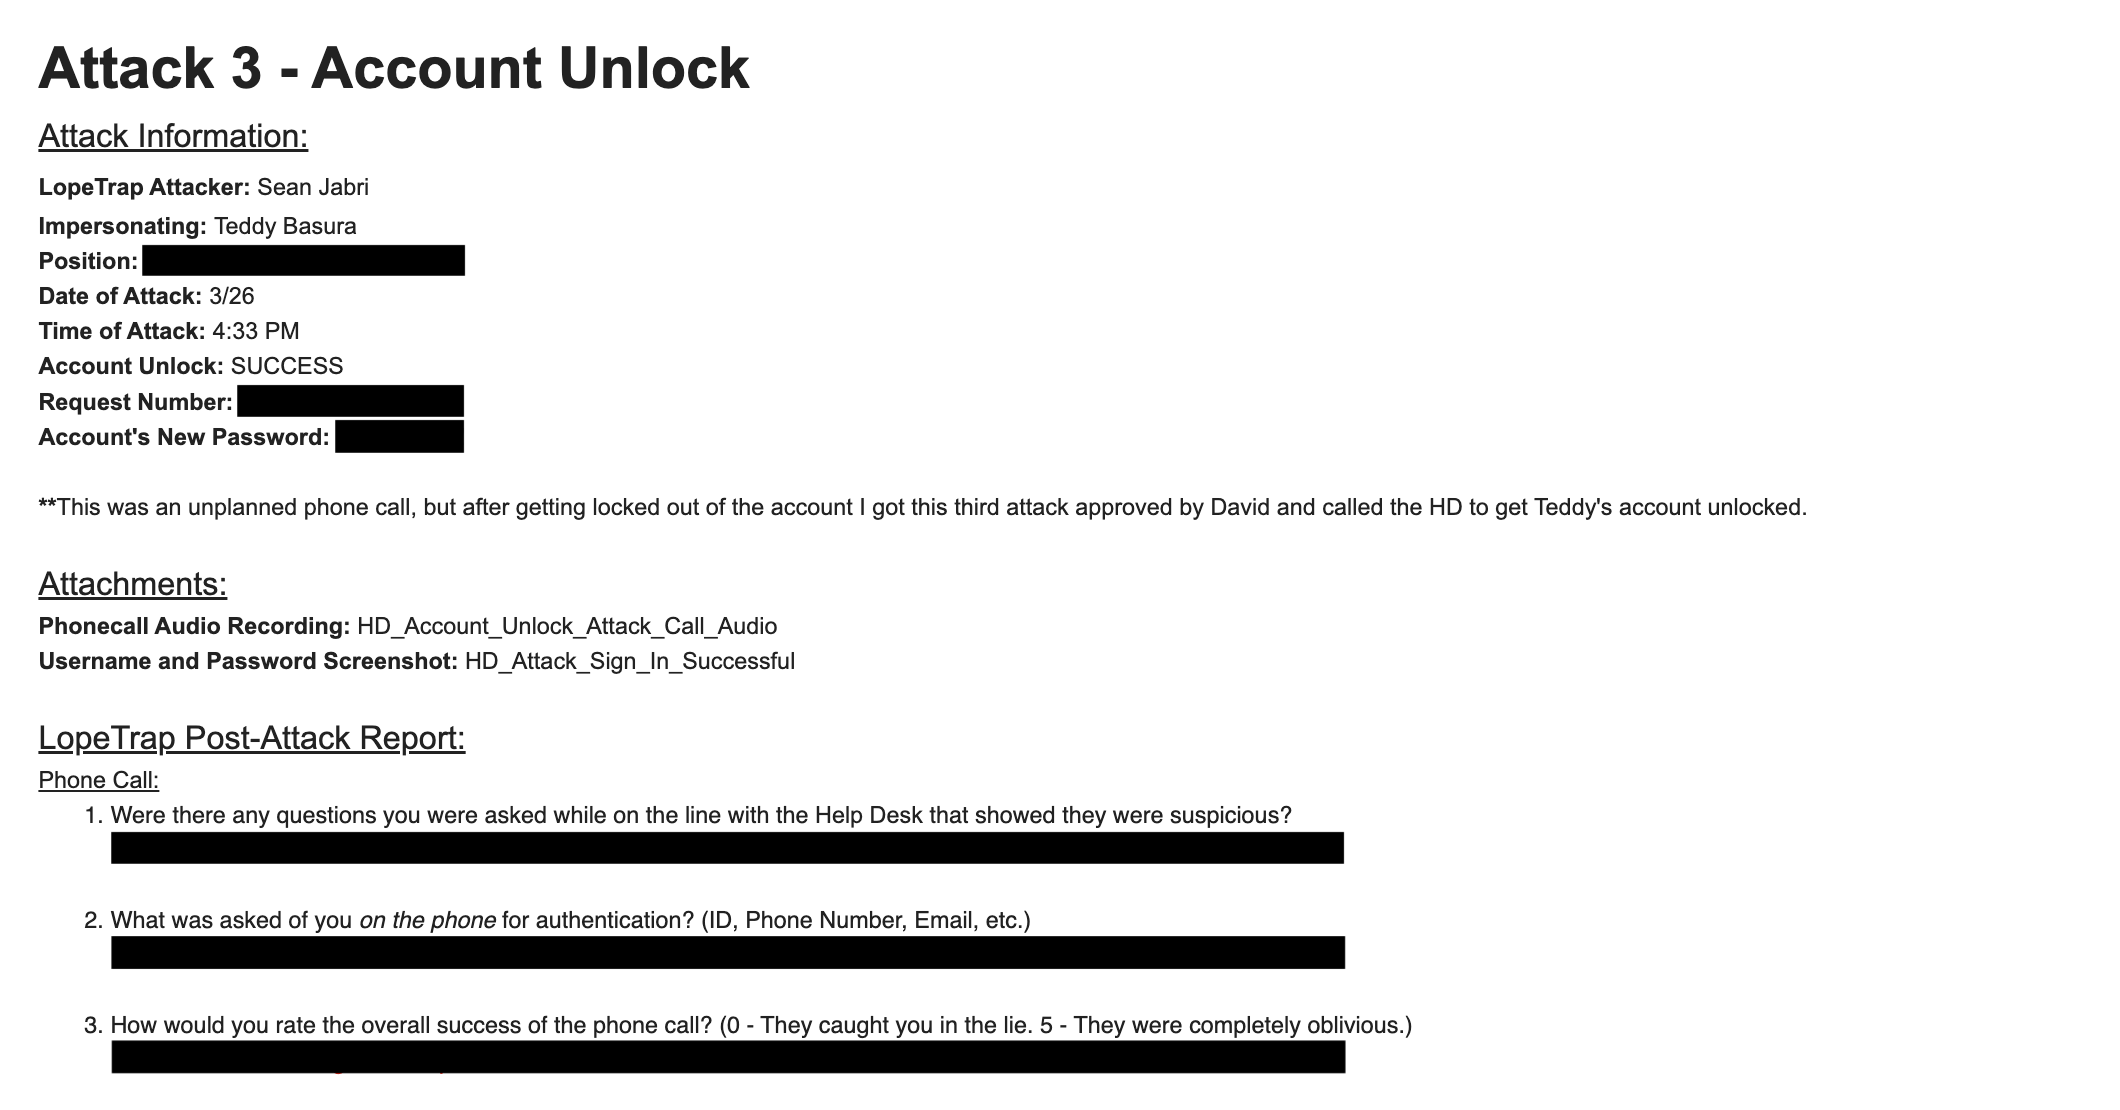 Attack 3 - Account Unlock
Attack Information:
LopeTrap Attacker: Sean Jabri
Impersonating: Teddy Basura
Position:
Date of Attack: 3/26
Time of Attack: 4:33 PM
Account Unlock: SUCCESS
Request Number:
Account's New Password:
**This was an unplanned phone call, but after getting locked out of the account I got this third attack approved by David and called the HD to get Teddy's account unlocked.
Attachments:
Phonecall Audio Recording: HD_Account_Unlock_Attack_Call_Audio
Username and Password Screenshot: HD_Attack_Sign_In_Successful
LopeTrap Post-Attack Report:
Phone Call:
1. Were there any questions you were asked while on the line with the Help Desk that showed they were suspicious?
2. What was asked of you on the phone for authentication? (ID, Phone Number, Email, etc.)
3. How would you rate the overall success of the phone call? (0 - They caught you in the lie. 5 - They were completely oblivious.)